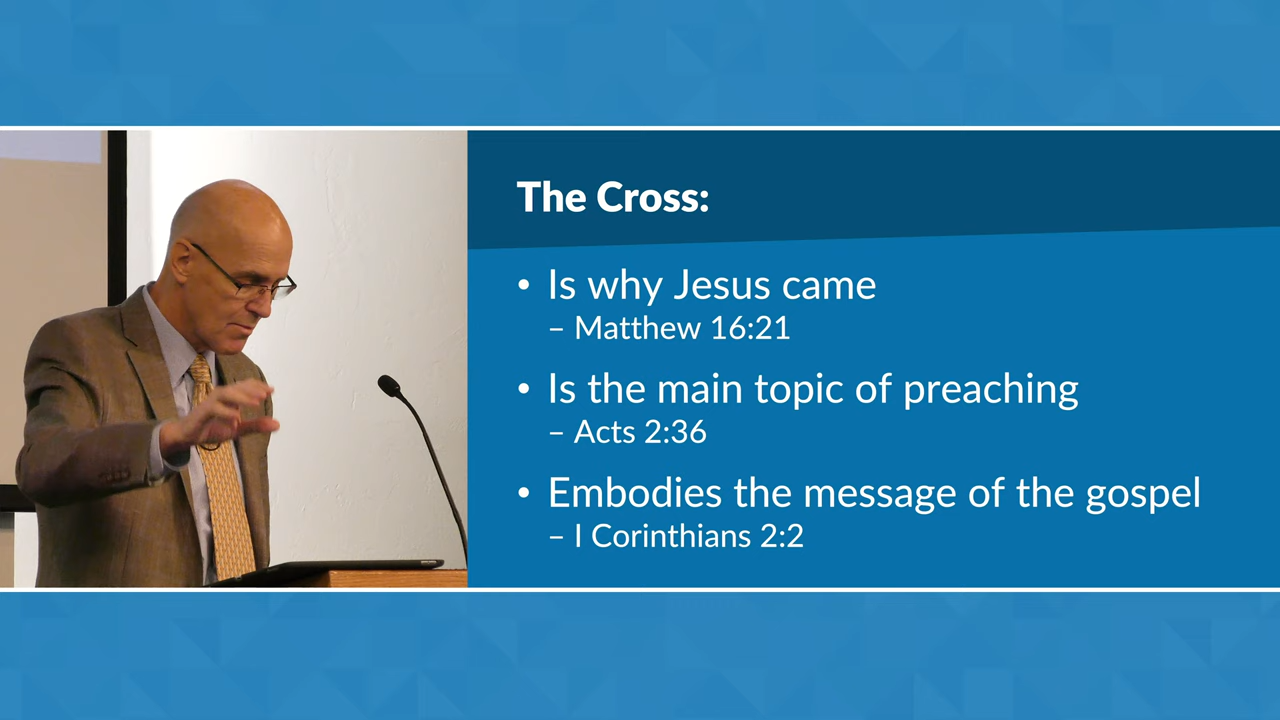 The Cross:
• Is why Jesus came
– Matthew 16:21
• Is the main topic of preaching
– Acts 2:36
• Embodies the message of the gospel
– I Corinthians 2:2